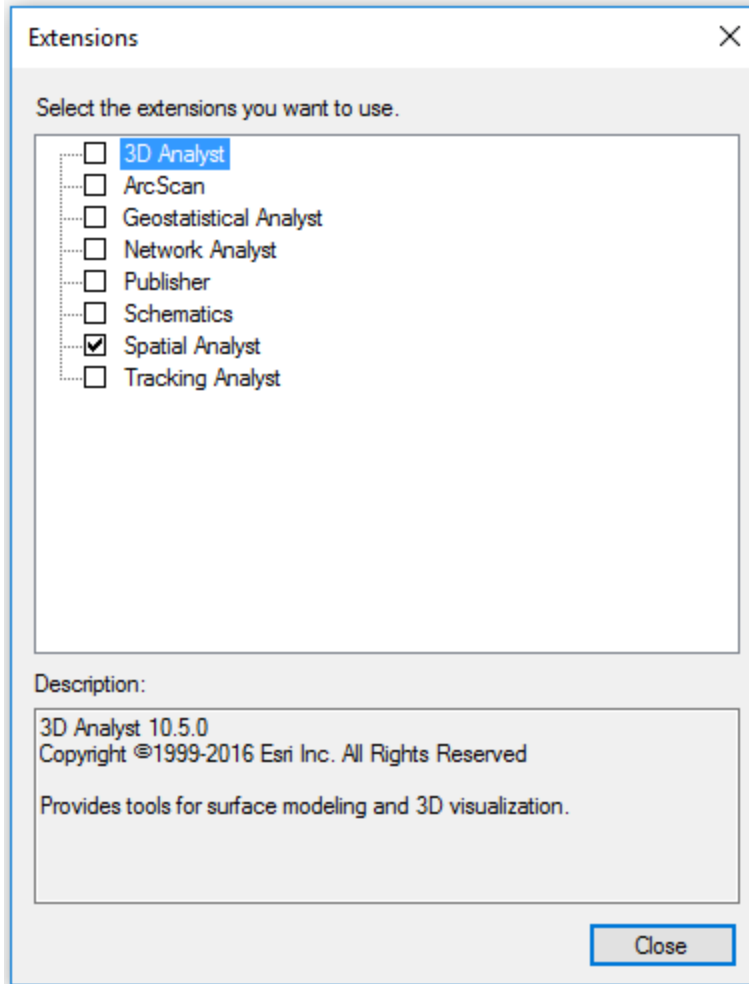 Extensions
Select the extensions you want to use.
3D Analyst
ArcScan
Geostatistical Analyst
Network Analyst
Publisher
Schematics
Spatial Analyst
Tracking Analyst
Description:
3D Analyst 10.5.0
Copyright ©1999-2016 Esri Inc. All Rights Reserved
Provides tools for surface modeling and 3D visualization.
Close